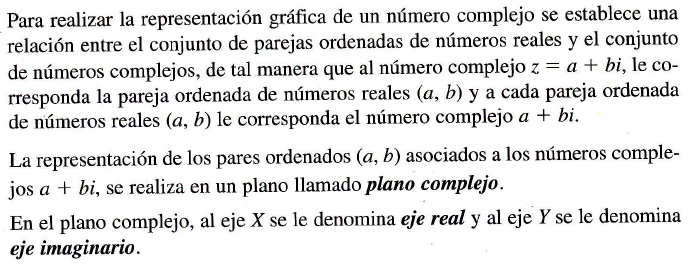 Para realizar la representación gráfica de un número complejo se establece una
relación entre el conjunto de parejas ordenadas de números reales y el conjunto
de números complejos, de tal manera que al número complejo z = a + bi, le co-
rresponda la pareja ordenada de números reales (a, b) y a cada pareja ordenada
de números reales (a, b) le corresponda el número complejo a + bi.
La representación de los pares ordenados (a, b) asociados a los números comple-
jos a + bi, se realiza en un plano llamado plano complejo.
En el plano complejo, al eje X se le denomina eje real y al eje Y se le denomina
eje imaginario.